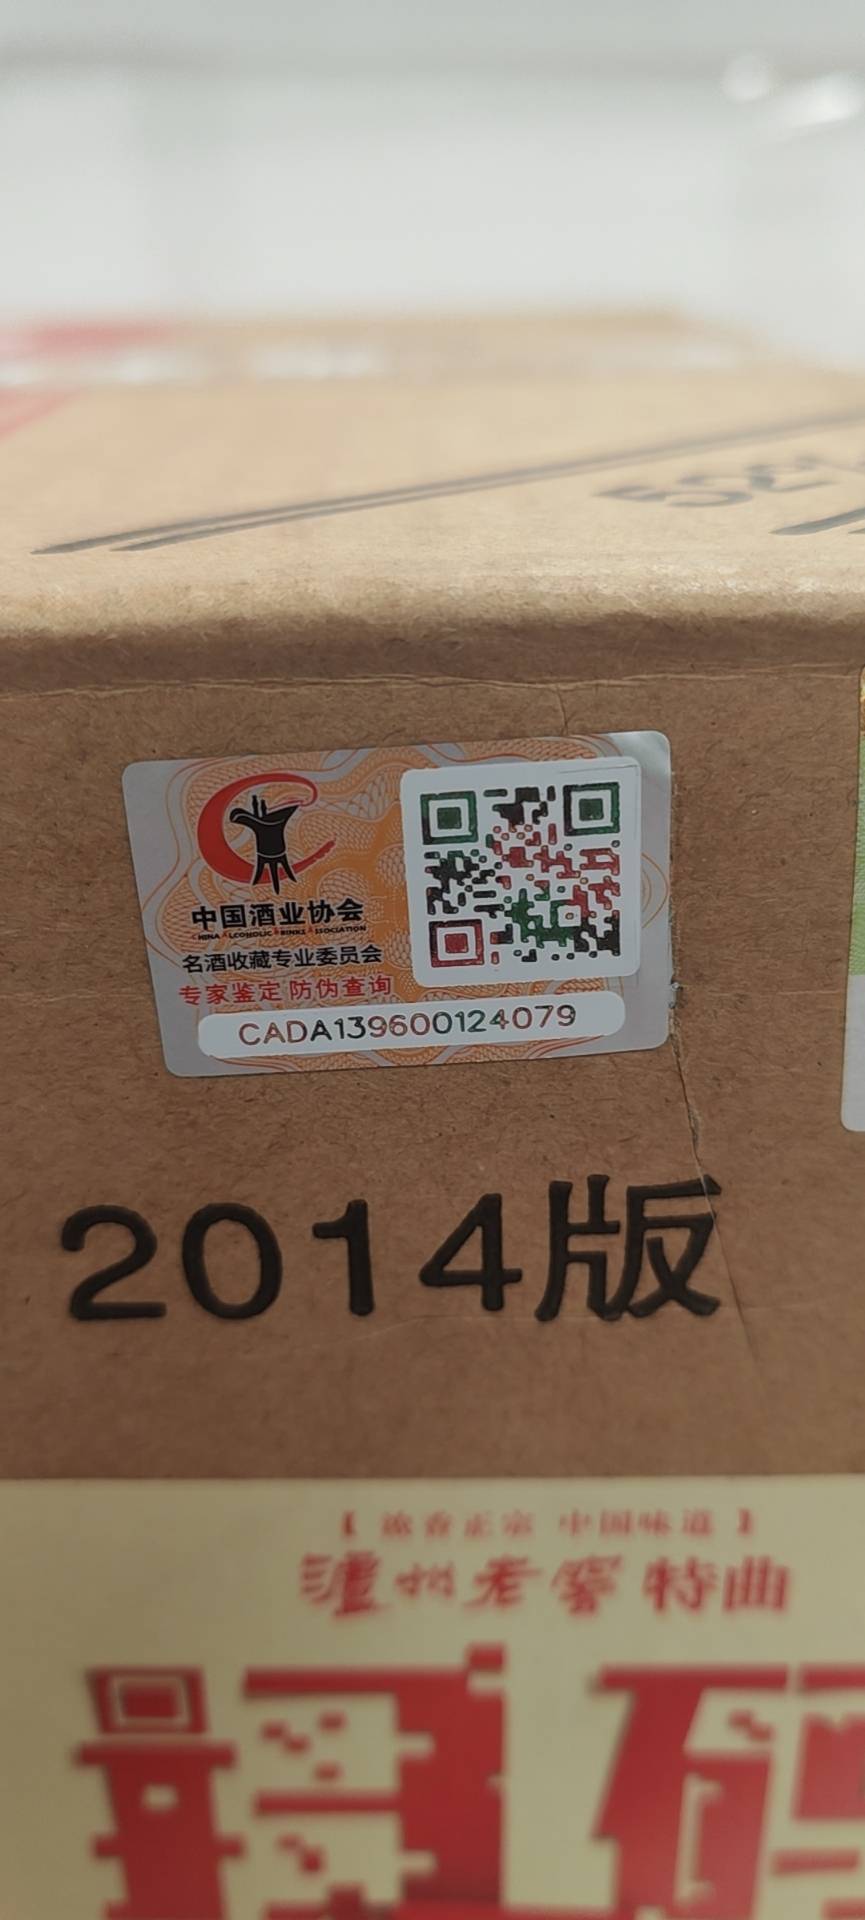 中国酒业协会
CHINA ALCOHOLIC DRINKS ASSOCIATION
名酒收藏专业委员会
专家鉴定 防伪查询
CADA139600124079
2014版
【 浓香正宗 中国味道 】
泸州老窖特曲